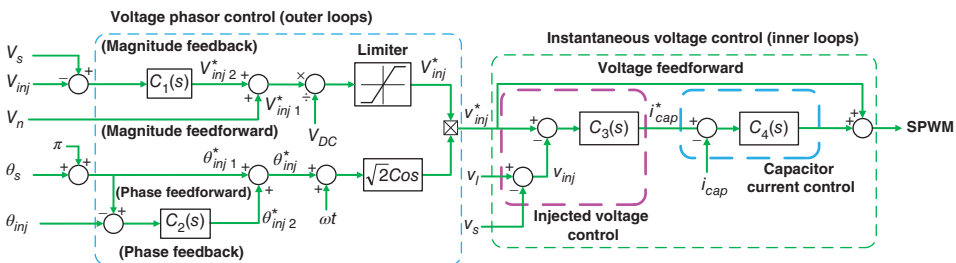 Voltage phasor control (outer loops)
(Magnitude feedback)
Limiter
Instantaneous voltage control (inner loops)
Voltage feedforward
V_s
V_inj
C_1(s)
V*_inj 2
V*_inj 1
V*_inj
V_n
(Magnitude feedforward)
V_DC
v*_inj
C_3(s)
i*_cap
C_4(s)
SPWM
π
θ_s
θ*_inj 1
θ*_inj
√2Cos
(Phase feedforward)
v_l
v_inj
i_cap
Capacitor
current control
θ_inj
C_2(s)
θ*_inj 2
ωt
v_s
Injected voltage
control
(Phase feedback)